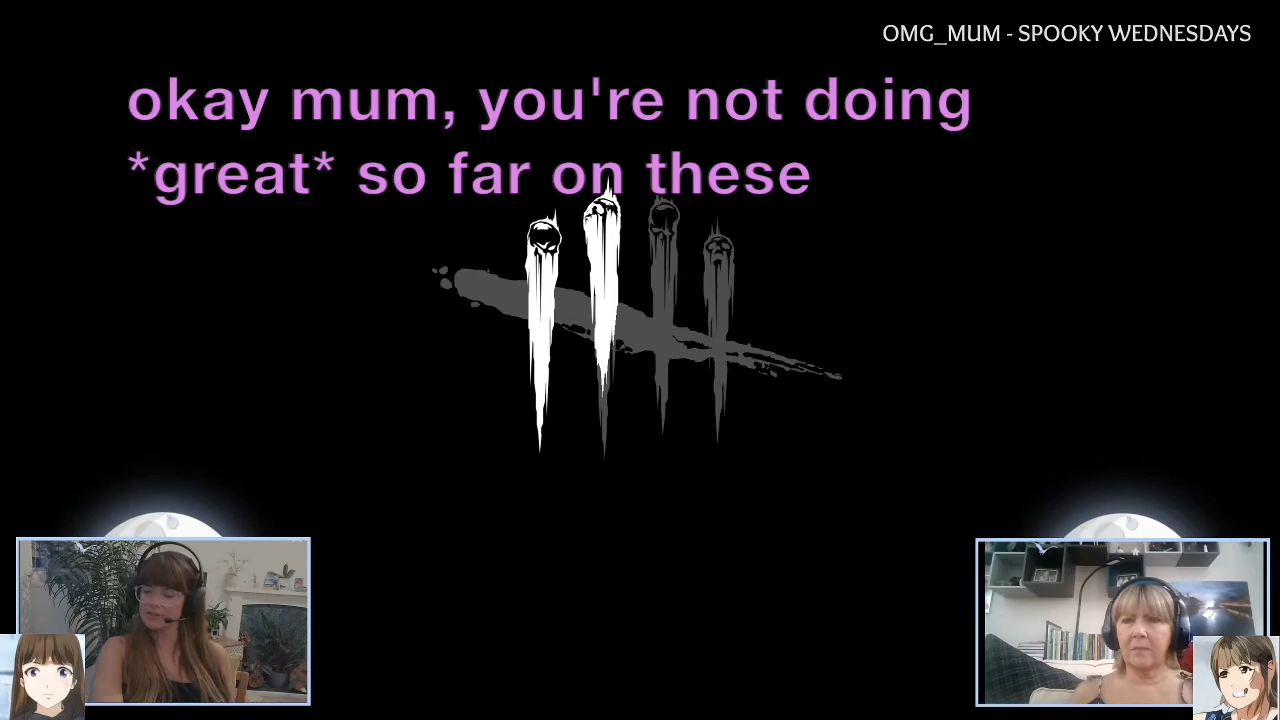 OMG_MUM - SPOOKY WEDNESDAYS
okay mum, you're not doing
*great* so far on these